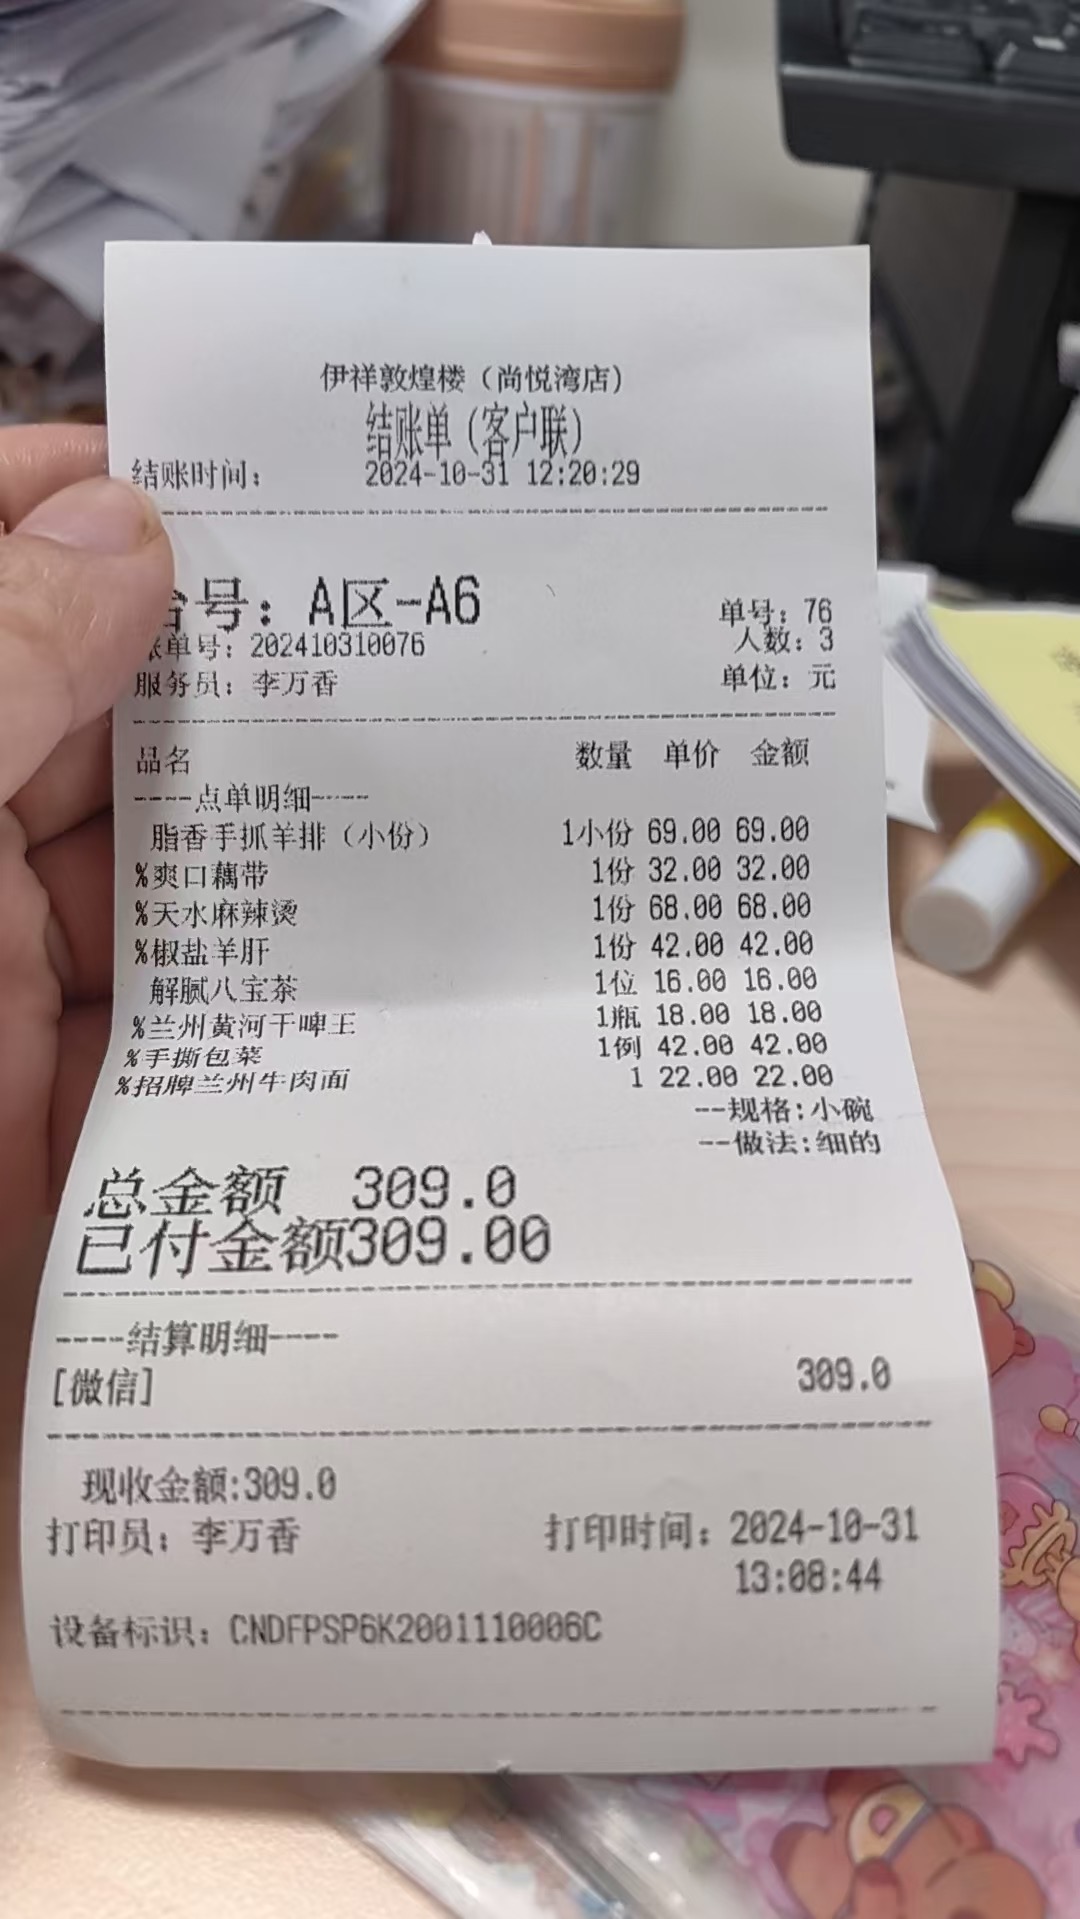 伊祥敦煌楼（尚悦湾店）
结账单（客户联）
结账时间： 2024-10-31 12:20:29
台号：A区-A6
单号：76
账单号：202410310076 人数：3
服务员：李万香 单位：元
品名 数量 单价 金额
----点单明细----
脂香手抓羊排（小份） 1小份 69.00 69.00
%爽口藕带 1份 32.00 32.00
%天水麻辣烫 1份 68.00 68.00
%椒盐羊肝 1份 42.00 42.00
解腻八宝茶 1位 16.00 16.00
%兰州黄河干啤王 1瓶 18.00 18.00
%手撕包菜 1例 42.00 42.00
%招牌兰州牛肉面 1 22.00 22.00
--规格:小碗
--做法:细的
总金额 309.0
已付金额309.00
----结算明细----
[微信] 309.0
现收金额:309.0
打印员：李万香 打印时间：2024-10-31
13:08:44
设备标识：CNDFPSP6K2001110006C